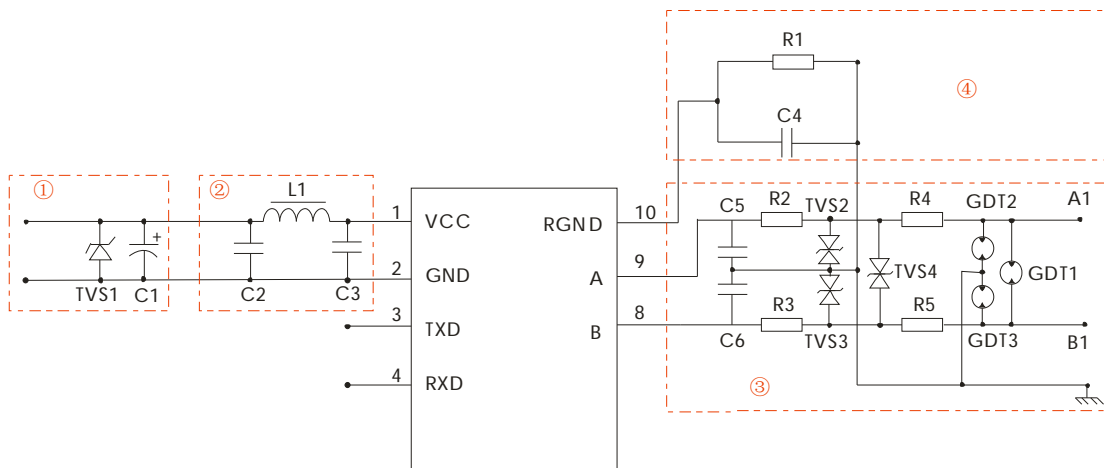 R1
④
C4
①
②
L1
1
VCC
RGND
10
C5
R2
TVS2
R4
GDT2
A1
9
A
2
GND
TVS4
GDT1
TVS1
C1
C2
C3
3
TXD
8
B
R3
R5
C6
TVS3
GDT3
B1
4
RXD
③